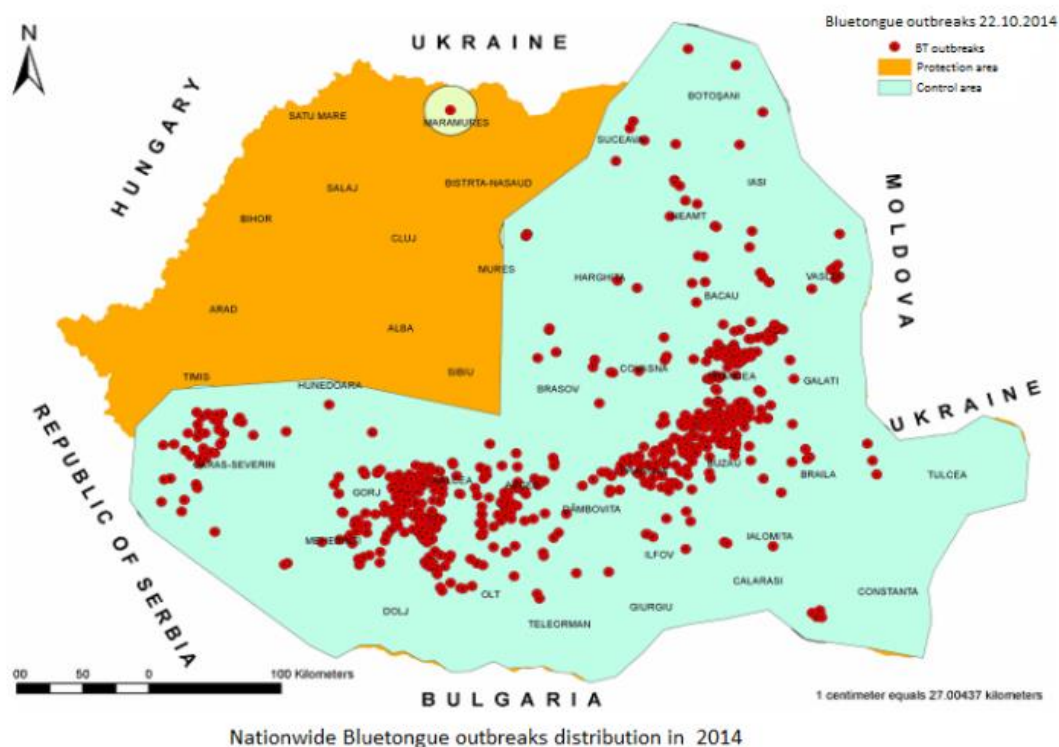 Bluetongue outbreaks 22.10.2014
N
UKRAINE
BT outbreaks
Protection area
Control area
HUNGARY
BOTOŞANI
SATU MARE
MARAMURES
SUCEAVA
SALAJ
BISTRTA-NASAUD
IASI
MOLDOVA
BIHOR
NEAMT
CLUJ
MURES
HARGHITA
VASLUI
BACAU
ARAD
ALBA
TIMIS
HUNEDOARA
SIBIU
BRASOV
COVASNA
GALATI
REPUBLIC OF SERBIA
UKRAINE
CARAS-SEVERIN
GORJ
BUZAU
BRAILA
TULCEA
DÂMBOVITA
MEHEDINTI
IALOMITA
ILFOV
CALARASI
CONSTANTA
OLT
DOLJ
TELEORMAN
GIURGIU
00 50 0 100 Kilometers
BULGARIA
1 centimeter equals 27.00437 kilometers
Nationwide Bluetongue outbreaks distribution in 2014